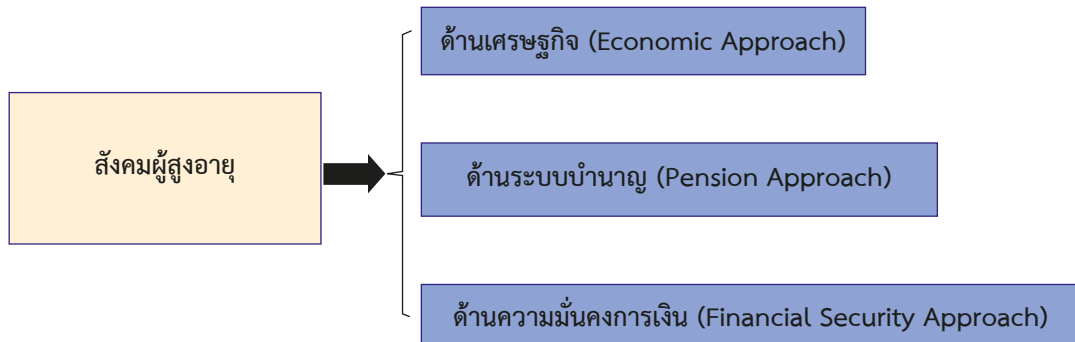 ด้านเศรษฐกิจ (Economic Approach)
สังคมผู้สูงอายุ
ด้านระบบบำนาญ (Pension Approach)
ด้านความมั่นคงการเงิน (Financial Security Approach)